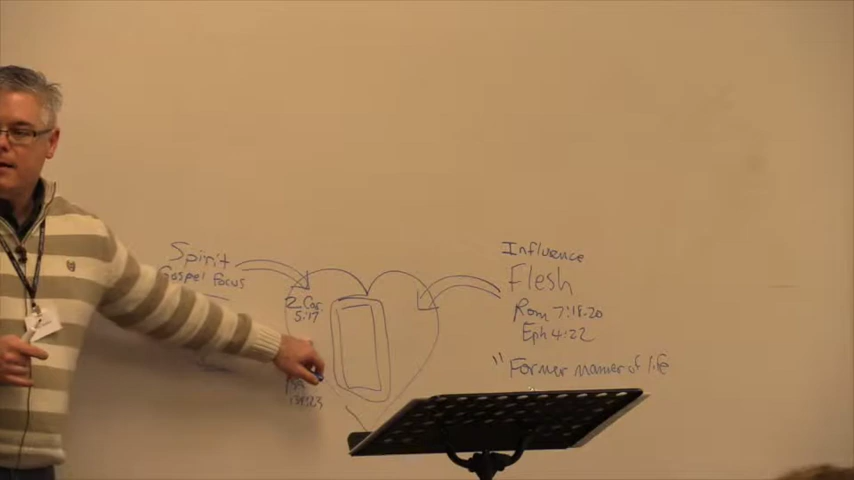 Spirit
Gospel Focus
2 Cor.
5:17
Influence
Flesh
Rom 7:18-20
Eph 4:22
" Former manner of life